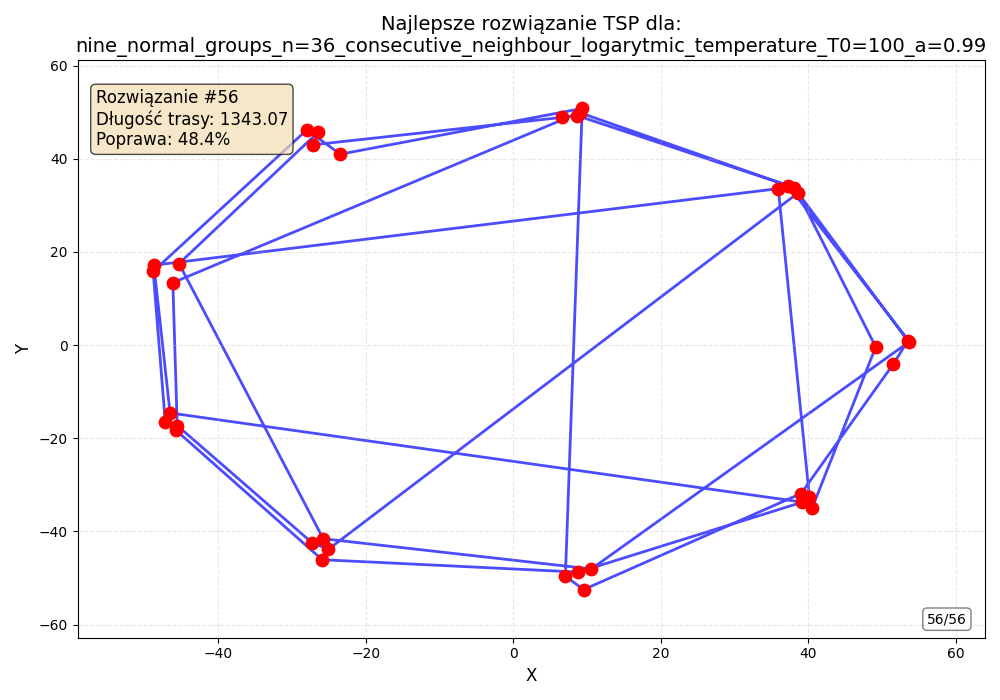 Najlepsze rozwiązanie TSP dla:
nine_normal_groups_n=36_consecutive_neighbour_logarytmic_temperature_T0=100_a=0.99
Rozwiązanie #56
Długość trasy: 1343.07
Poprawa: 48.4%
60
40
20
0
−20
−40
−60
Y
56/56
−40
−20
0
20
40
60
X